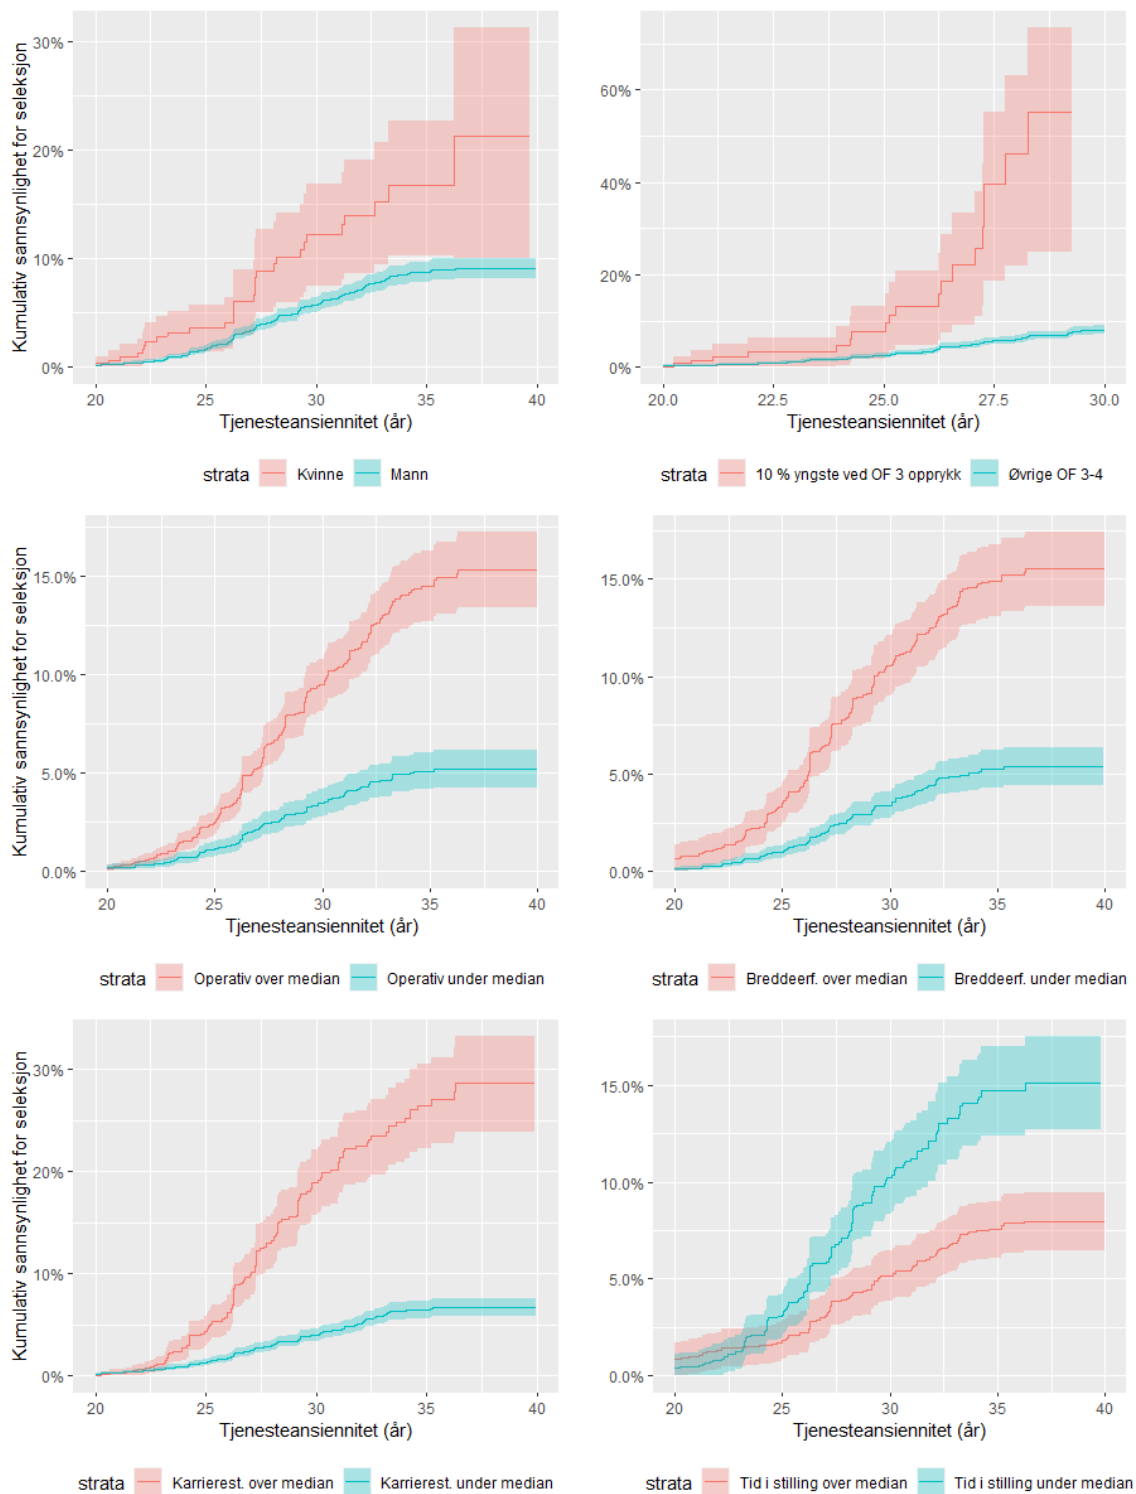 Kumulativ sannsynlighet for seleksjon
30%
20%
10%
0%
20 25 30 35 40
Tjenesteansiennitet (år)
strata Kvinne Mann
60%
40%
20%
0%
20.0 22.5 25.0 27.5 30.0
Tjenesteansiennitet (år)
strata 10 % yngste ved OF 3 opprykk Øvrige OF 3-4
Kumulativ sannsynlighet for seleksjon
15.0%
10.0%
5.0%
0.0%
20 25 30 35 40
Tjenesteansiennitet (år)
strata Operativ over median Operativ under median
15.0%
10.0%
5.0%
0.0%
20 25 30 35 40
Tjenesteansiennitet (år)
strata Breddeerf. over median Breddeerf. under median
Kumulativ sannsynlighet for seleksjon
30%
20%
10%
0%
20 25 30 35 40
Tjenesteansiennitet (år)
strata Karrierest. over median Karrierest. under median
15.0%
10.0%
5.0%
0.0%
20 25 30 35 40
Tjenesteansiennitet (år)
strata Tid i stilling over median Tid i stilling under median